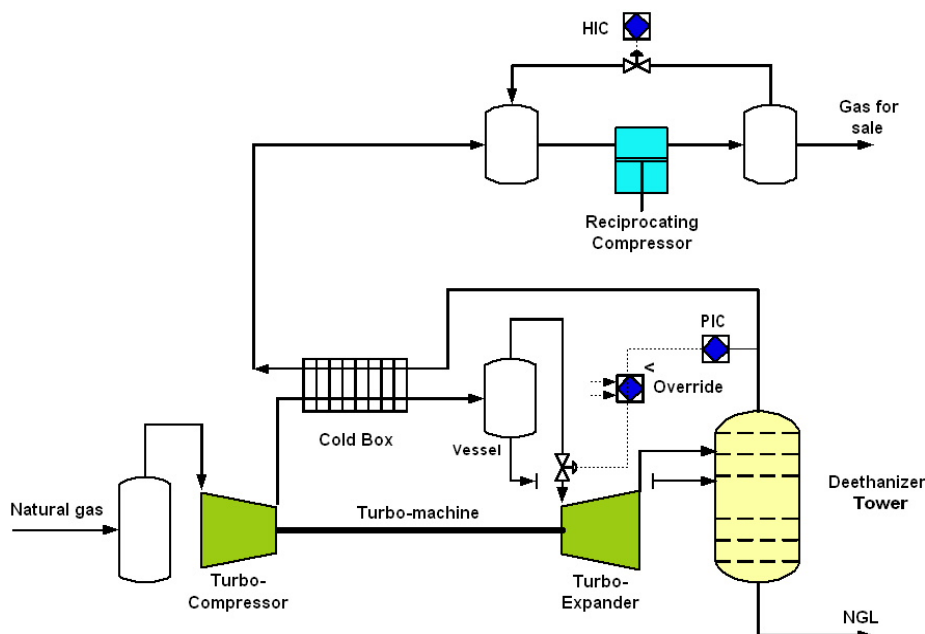 HIC
Gas for
sale
Reciprocating
Compressor
PIC
<
Override
Cold Box
Vessel
Deethanizer
Tower
Natural gas
Turbo-machine
Turbo-
Compressor
Turbo-
Expander
NGL